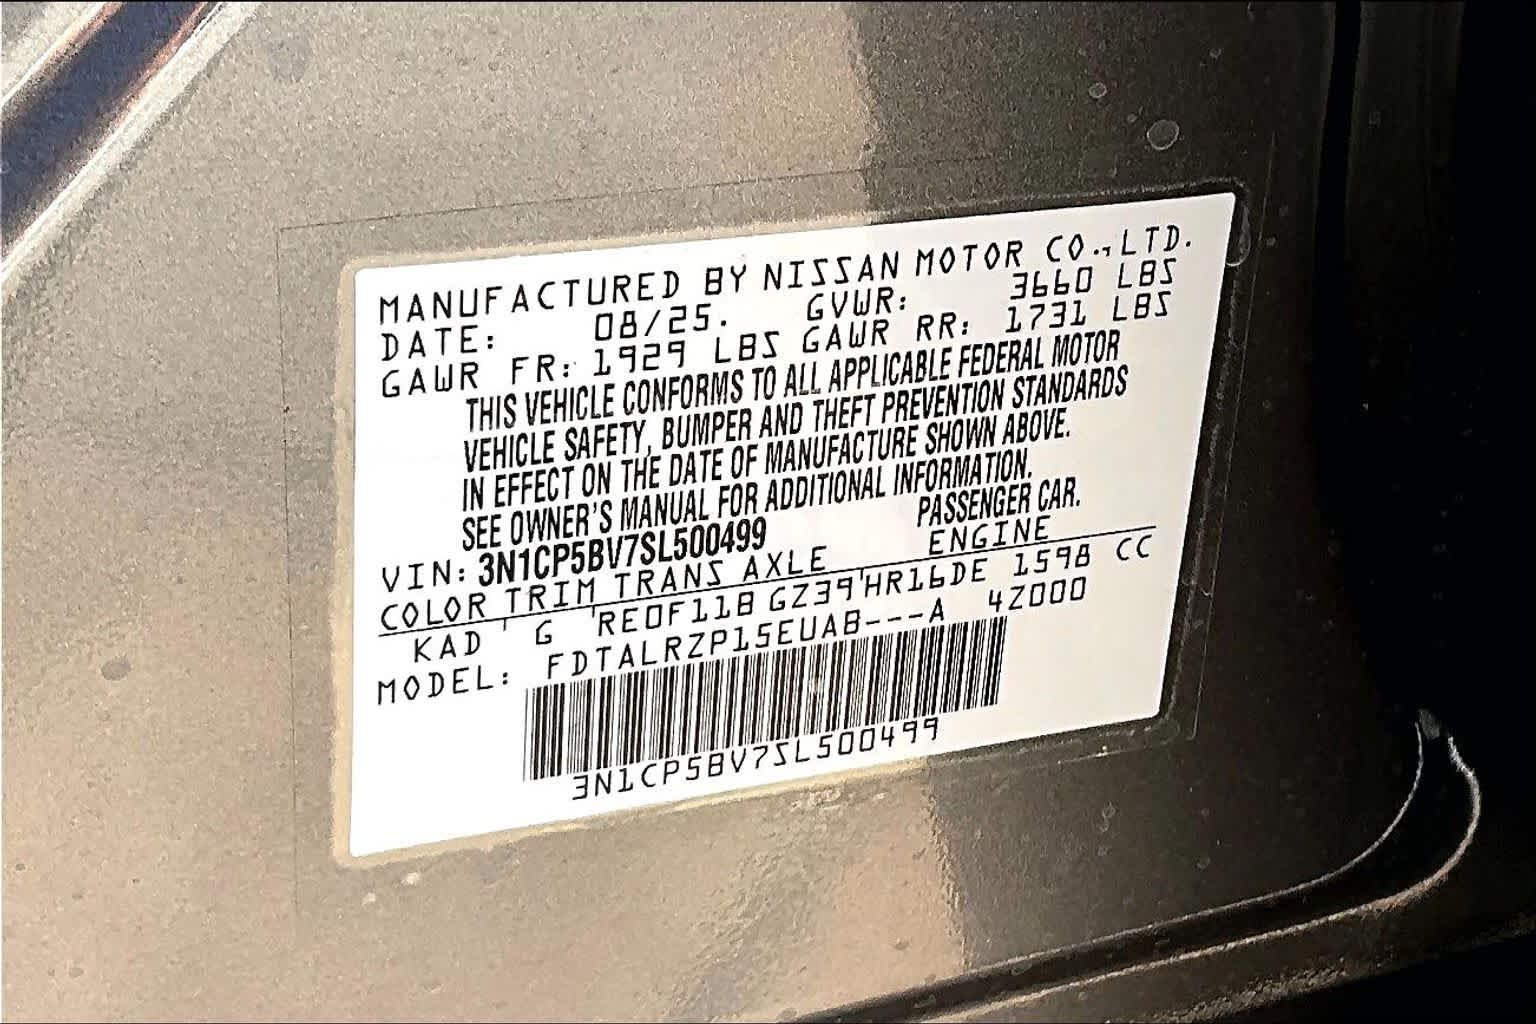 MANUFACTURED BY NISSAN MOTOR CO., LTD.
DATE: 08/25. GVWR: 3660 LBS
GAWR FR: 1929 LBS GAWR RR: 1731 LBS
THIS VEHICLE CONFORMS TO ALL APPLICABLE FEDERAL MOTOR
VEHICLE SAFETY, BUMPER AND THEFT PREVENTION STANDARDS
IN EFFECT ON THE DATE OF MANUFACTURE SHOWN ABOVE.
SEE OWNER'S MANUAL FOR ADDITIONAL INFORMATION.
VIN: 3N1CP5BV7SL500499 PASSENGER CAR.
COLOR TRIM TRANS AXLE ENGINE
KAD ' G 'RE0F11B GZ39'HR16DE 1598 CC
MODEL: FDTALRZP15EUAB---A 4Z000
3N1CP5BV7SL500499